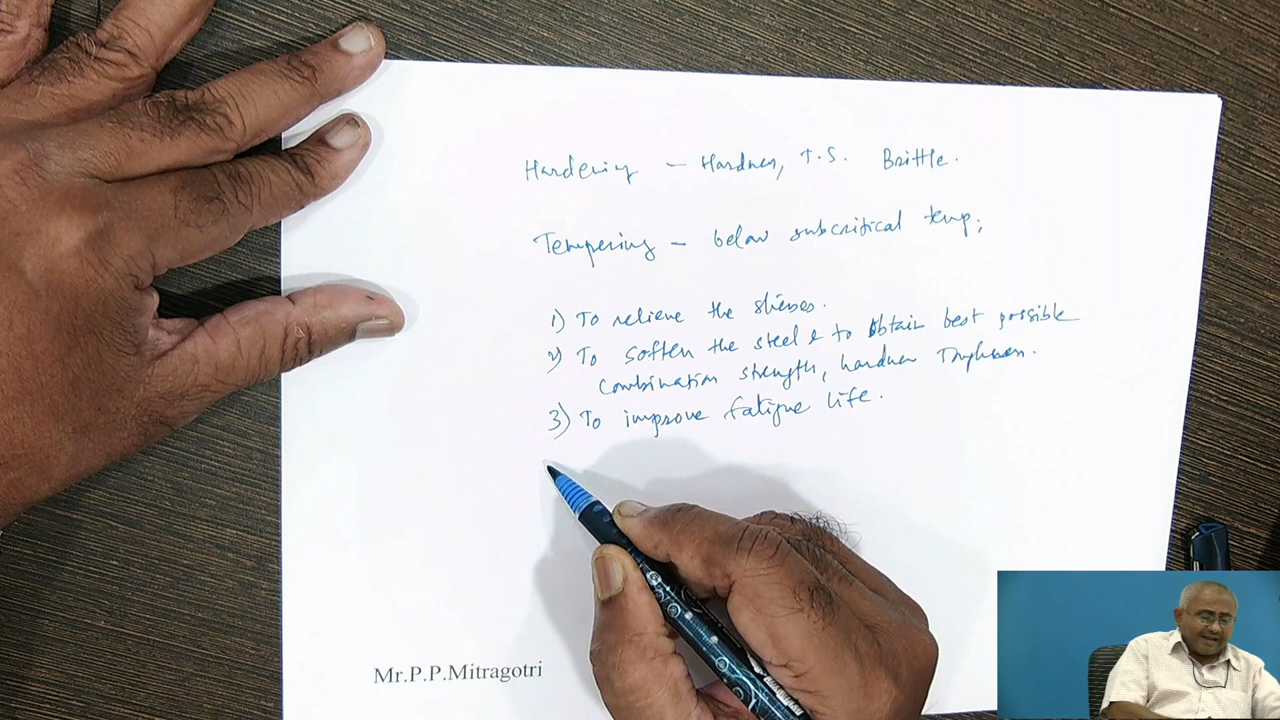 Hardening - Hardness, T.S. Brittle.
Tempering - below subcritical temp;
1) To relieve the stresses.
2) To soften the steel & to obtain best possible
combination strength, hardness Toughness.
3) To improve fatigue life.
Mr.P.P.Mitragotri